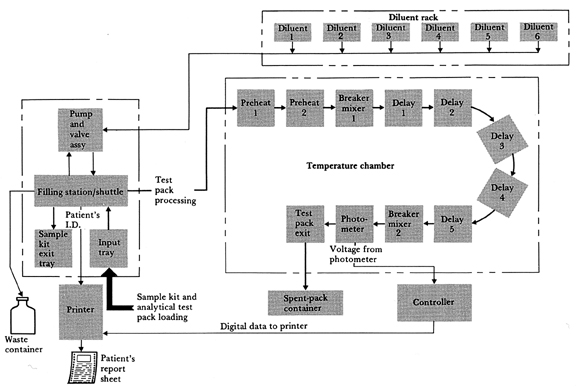 Diluent rack
Diluent
1
Diluent
2
Diluent
3
Diluent
4
Diluent
5
Diluent
6
Pump
and
valve
assy
Filling station/shuttle
Test
pack
processing
Patient's
I.D.
Sample
kit
exit
tray
Input
tray
Preheat
1
Preheat
2
Breaker
mixer
1
Delay
1
Delay
2
Delay
3
Delay
4
Temperature chamber
Test
pack
exit
Photo-
meter
Breaker
mixer
2
Delay
5
Voltage from
photometer
Sample kit and
analytical test
pack loading
Spent-pack
container
Controller
Printer
Digital data to printer
Waste
container
Patient's
report
sheet